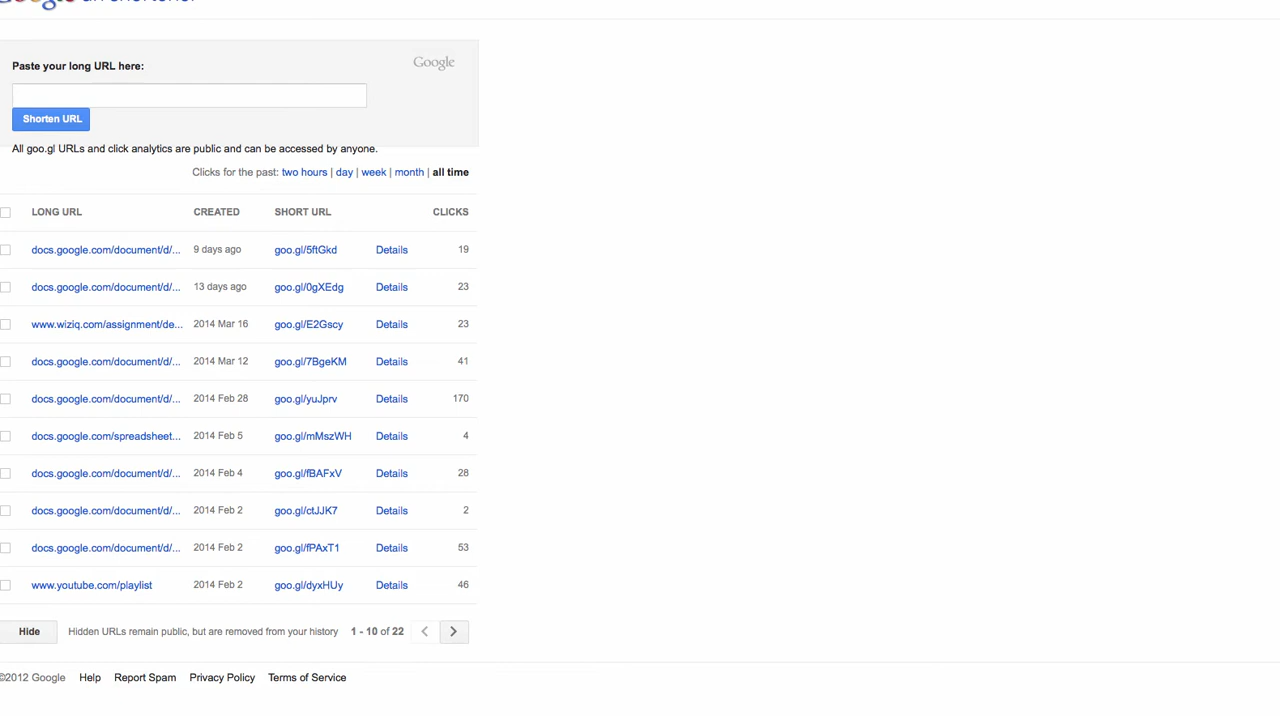 Google url shortener
Paste your long URL here:
Google
Shorten URL
All goo.gl URLs and click analytics are public and can be accessed by anyone.
Clicks for the past: two hours | day | week | month | all time
LONG URL CREATED SHORT URL CLICKS
docs.google.com/document/d/... 9 days ago goo.gl/5ftGkd Details 19
docs.google.com/document/d/... 13 days ago goo.gl/0gXEdg Details 23
www.wiziq.com/assignment/de... 2014 Mar 16 goo.gl/E2Gscy Details 23
docs.google.com/document/d/... 2014 Mar 12 goo.gl/7BgeKM Details 41
docs.google.com/document/d/... 2014 Feb 28 goo.gl/yuJprv Details 170
docs.google.com/spreadsheet... 2014 Feb 5 goo.gl/mMszWH Details 4
docs.google.com/document/d/... 2014 Feb 4 goo.gl/fBAFxV Details 28
docs.google.com/document/d/... 2014 Feb 2 goo.gl/ctJJK7 Details 2
docs.google.com/document/d/... 2014 Feb 2 goo.gl/fPAxT1 Details 53
www.youtube.com/playlist 2014 Feb 2 goo.gl/dyxHUy Details 46
Hide Hidden URLs remain public, but are removed from your history 1 - 10 of 22
©2012 Google Help Report Spam Privacy Policy Terms of Service